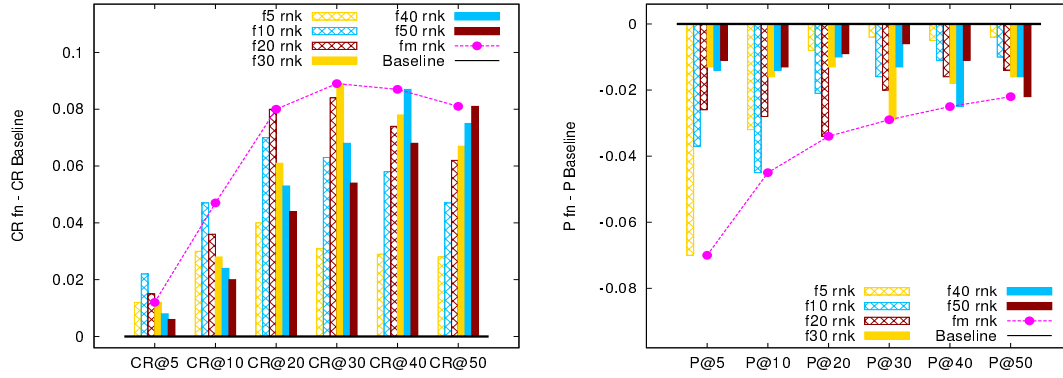 f5 rnk
f10 rnk
f20 rnk
f30 rnk
f40 rnk
f50 rnk
fm rnk
Baseline
0.1
0.08
0.06
0.04
0.02
0
CR fn - CR Baseline
CR@5 CR@10 CR@20 CR@30 CR@40 CR@50
0
-0.02
-0.04
-0.06
-0.08
P fn - P Baseline
f5 rnk
f10 rnk
f20 rnk
f30 rnk
f40 rnk
f50 rnk
fm rnk
Baseline
P@5 P@10 P@20 P@30 P@40 P@50